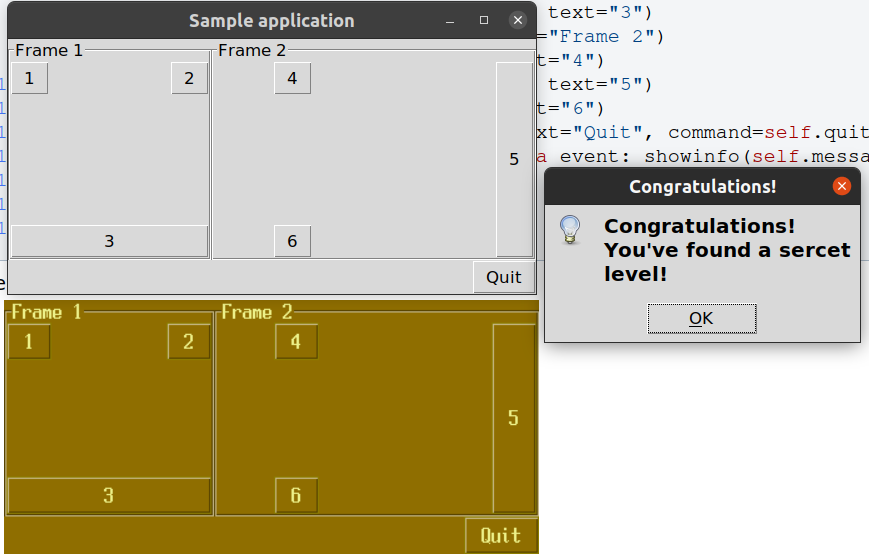 Sample application
Frame 1
Frame 2
1
2
4
5
3
6
Quit
text="3")
="Frame 2")
t="4")
text="5")
t="6")
xt="Quit", command=self.quit
a event: showinfo(self.messa
Congratulations!
Congratulations!
You've found a sercet
level!
OK
Frame 1
Frame 2
1
2
4
5
3
6
Quit